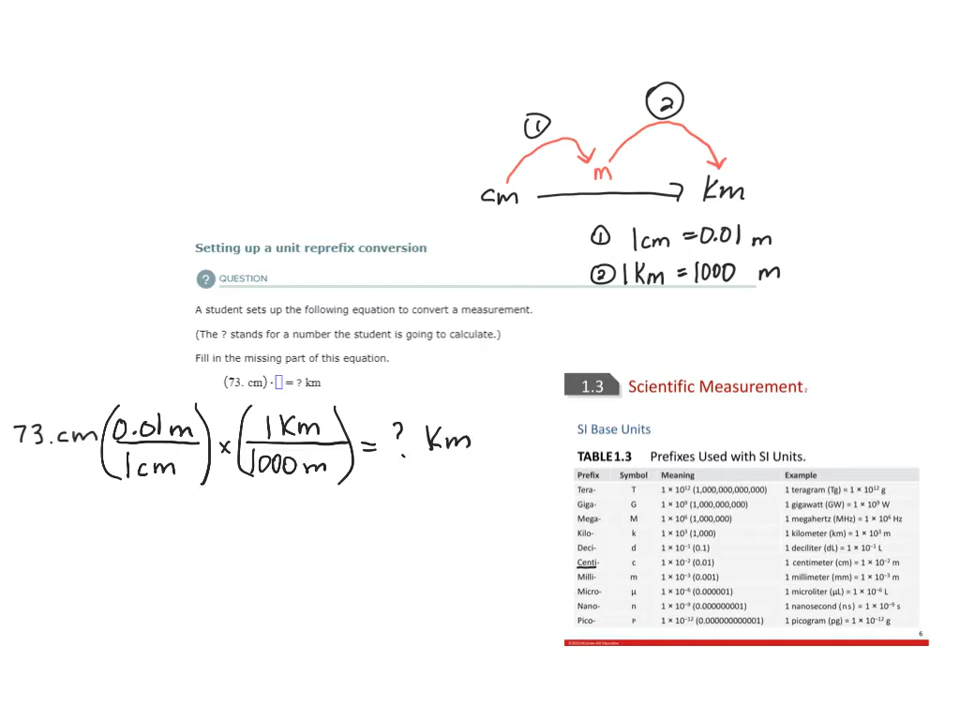 ① ②
m
cm Km
① 1cm = 0.01 m
② 1 Km = 1000 m
Setting up a unit reprefix conversion
? QUESTION
A student sets up the following equation to convert a measurement.
(The ? stands for a number the student is going to calculate.)
Fill in the missing part of this equation.
(73. cm) · ▯ = ? km
73.cm (0.01m / 1cm) × (1 Km / 1000 m) = ? Km
1.3 Scientific Measurement
SI Base Units
TABLE 1.3 Prefixes Used with SI Units.
Prefix Symbol Meaning Example
Tera- T 1 × 10¹² (1,000,000,000,000) 1 teragram (Tg) = 1 × 10¹² g
Giga- G 1 × 10⁹ (1,000,000,000) 1 gigawatt (GW) = 1 × 10⁹ W
Mega- M 1 × 10⁶ (1,000,000) 1 megahertz (MHz) = 1 × 10⁶ Hz
Kilo- k 1 × 10³ (1,000) 1 kilometer (km) = 1 × 10³ m
Deci- d 1 × 10⁻¹ (0.1) 1 deciliter (dL) = 1 × 10⁻¹ L
Centi- c 1 × 10⁻² (0.01) 1 centimeter (cm) = 1 × 10⁻² m
Milli- m 1 × 10⁻³ (0.001) 1 millimeter (mm) = 1 × 10⁻³ m
Micro- μ 1 × 10⁻⁶ (0.000001) 1 microliter (μL) = 1 × 10⁻⁶ L
Nano- n 1 × 10⁻⁹ (0.000000001) 1 nanosecond (ns) = 1 × 10⁻⁹ s
Pico- p 1 × 10⁻¹² (0.000000000001) 1 picogram (pg) = 1 × 10⁻¹² g
6